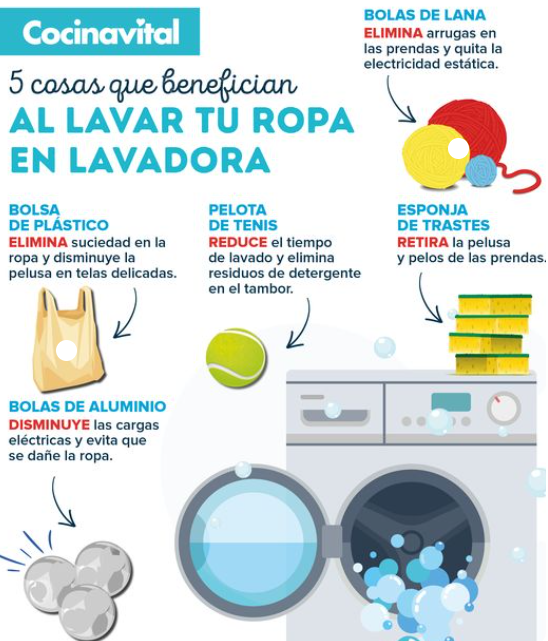 Cocinavital
5 cosas que benefician
AL LAVAR TU ROPA
EN LAVADORA
BOLAS DE LANA
ELIMINA arrugas en
las prendas y quita la
electricidad estática.
BOLSA
DE PLÁSTICO
ELIMINA suciedad en la
ropa y disminuye la
pelusa en telas delicadas.
PELOTA
DE TENIS
REDUCE el tiempo
de lavado y elimina
residuos de detergente
en el tambor.
ESPONJA
DE TRASTES
RETIRA la pelusa
y pelos de las prendas.
BOLAS DE ALUMINIO
DISMINUYE las cargas
eléctricas y evita que
se dañe la ropa.